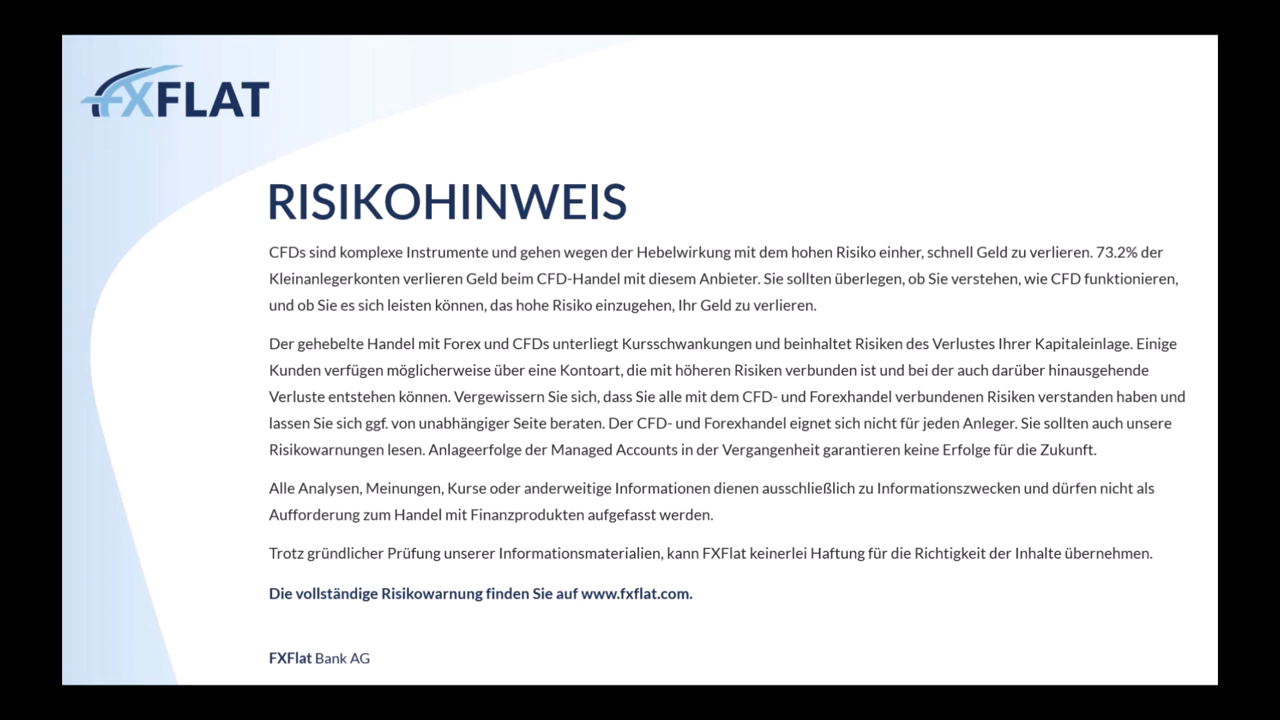 FXFLAT
RISIKOHINWEIS
CFDs sind komplexe Instrumente und gehen wegen der Hebelwirkung mit dem hohen Risiko einher, schnell Geld zu verlieren. 73.2% der
Kleinanlegerkonten verlieren Geld beim CFD-Handel mit diesem Anbieter. Sie sollten überlegen, ob Sie verstehen, wie CFD funktionieren,
und ob Sie es sich leisten können, das hohe Risiko einzugehen, Ihr Geld zu verlieren.
Der gehebelte Handel mit Forex und CFDs unterliegt Kursschwankungen und beinhaltet Risiken des Verlustes Ihrer Kapitaleinlage. Einige
Kunden verfügen möglicherweise über eine Kontoart, die mit höheren Risiken verbunden ist und bei der auch darüber hinausgehende
Verluste entstehen können. Vergewissern Sie sich, dass Sie alle mit dem CFD- und Forexhandel verbundenen Risiken verstanden haben und
lassen Sie sich ggf. von unabhängiger Seite beraten. Der CFD- und Forexhandel eignet sich nicht für jeden Anleger. Sie sollten auch unsere
Risikowarnungen lesen. Anlageerfolge der Managed Accounts in der Vergangenheit garantieren keine Erfolge für die Zukunft.
Alle Analysen, Meinungen, Kurse oder anderweitige Informationen dienen ausschließlich zu Informationszwecken und dürfen nicht als
Aufforderung zum Handel mit Finanzprodukten aufgefasst werden.
Trotz gründlicher Prüfung unserer Informationsmaterialien, kann FXFlat keinerlei Haftung für die Richtigkeit der Inhalte übernehmen.
Die vollständige Risikowarnung finden Sie auf www.fxflat.com.
FXFlat Bank AG